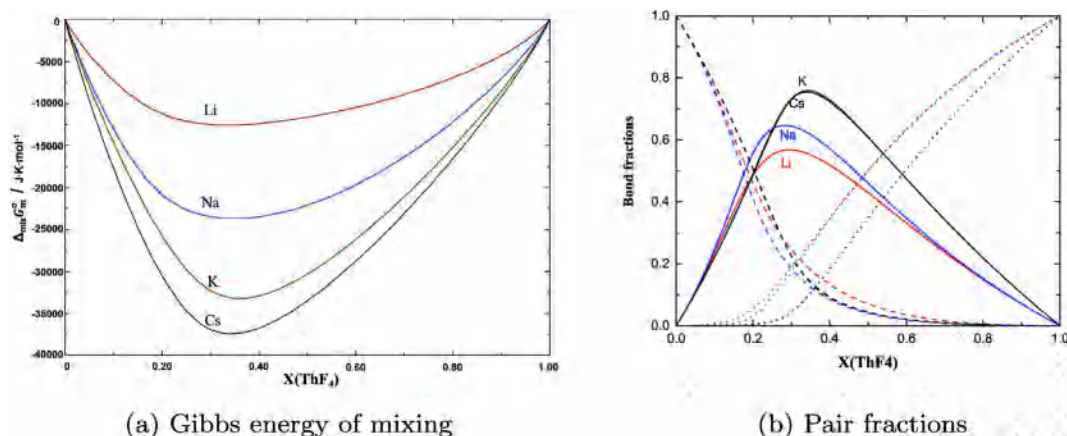 0
-5000
-10000
-15000
-20000
-25000
-30000
-35000
-40000
Δmix G°m / J·K·mol⁻¹
Li
Na
K
Cs
0 0.20 0.40 0.60 0.80 1.00
X(ThF₄)
(a) Gibbs energy of mixing
1.0
0.8
0.6
0.4
0.2
0.0
Bond fractions
K
Cs
Na
Li
0.0 0.2 0.4 0.6 0.8 1.0
X(ThF4)
(b) Pair fractions